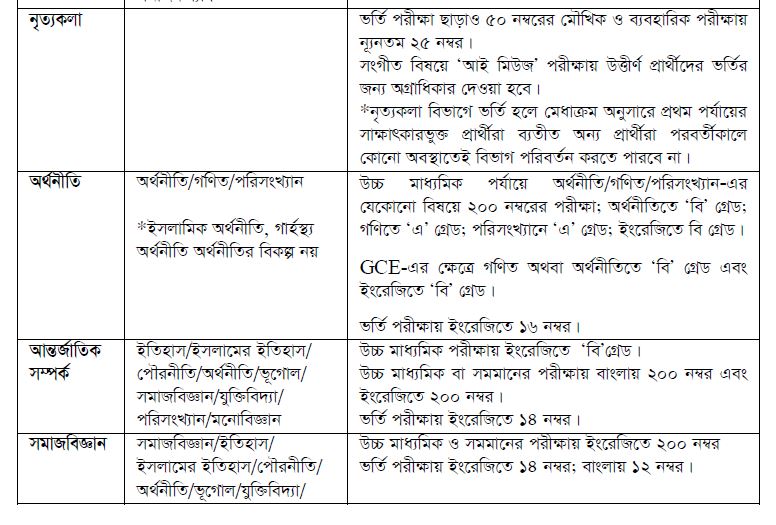 নৃত্যকলা
ভর্তি পরীক্ষা ছাড়াও ৫০ নম্বরের মৌখিক ও ব্যবহারিক পরীক্ষায়
ন্যূনতম ২৫ নম্বর।
সংগীত বিষয়ে ‘আই মিউজ’ পরীক্ষায় উত্তীর্ণ প্রার্থীদের ভর্তির
জন্য অগ্রাধিকার দেওয়া হবে।
*নৃত্যকলা বিভাগে ভর্তি হলে মেধাক্রম অনুসারে প্রথম পর্যায়ের
সাক্ষাৎকারভুক্ত প্রার্থীরা ব্যতীত অন্য প্রার্থীরা পরবর্তীকালে
কোনো অবস্থাতেই বিভাগ পরিবর্তন করতে পারবে না।
অর্থনীতি
অর্থনীতি/গণিত/পরিসংখ্যান
*ইসলামিক অর্থনীতি, গার্হস্থ্য
অর্থনীতি অর্থনীতির বিকল্প নয়
উচ্চ মাধ্যমিক পর্যায়ে অর্থনীতি/গণিত/পরিসংখ্যান-এর
যেকোনো বিষয়ে ২০০ নম্বরের পরীক্ষা; অর্থনীতিতে ‘বি’ গ্রেড;
গণিতে ‘এ’ গ্রেড; পরিসংখ্যানে ‘এ’ গ্রেড; ইংরেজিতে বি গ্রেড।
GCE-এর ক্ষেত্রে গণিত অথবা অর্থনীতিতে ‘বি’ গ্রেড এবং
ইংরেজিতে ‘বি’ গ্রেড।
ভর্তি পরীক্ষায় ইংরেজিতে ১৬ নম্বর।
আন্তর্জাতিক
সম্পর্ক
ইতিহাস/ইসলামের ইতিহাস/
পৌরনীতি/অর্থনীতি/ভূগোল/
সমাজবিজ্ঞান/যুক্তিবিদ্যা/
পরিসংখ্যান/মনোবিজ্ঞান
উচ্চ মাধ্যমিক পরীক্ষায় ইংরেজিতে ‘বি’গ্রেড।
উচ্চ মাধ্যমিক বা সমমানের পরীক্ষায় বাংলায় ২০০ নম্বর এবং
ইংরেজিতে ২০০ নম্বর।
ভর্তি পরীক্ষায় ইংরেজিতে ১৪ নম্বর।
সমাজবিজ্ঞান
সমাজবিজ্ঞান/ইতিহাস/
ইসলামের ইতিহাস/পৌরনীতি/
অর্থনীতি/ভূগোল/যুক্তিবিদ্যা/
উচ্চ মাধ্যমিক ও সমমানের পরীক্ষায় ইংরেজিতে ২০০ নম্বর
ভর্তি পরীক্ষায় ইংরেজিতে ১৪ নম্বর; বাংলায় ১২ নম্বর।